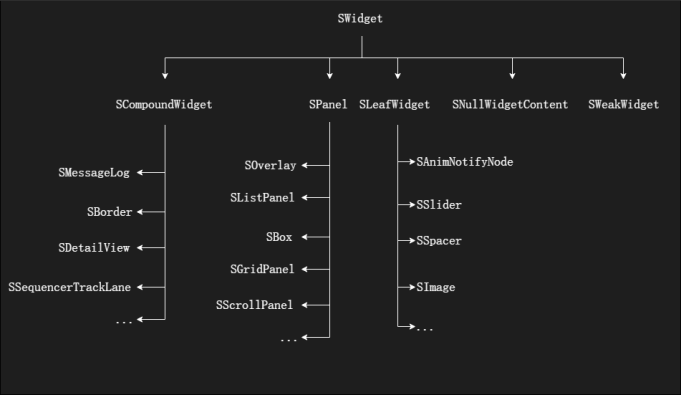 SWidget
SCompoundWidget SPanel SLeafWidget SNullWidgetContent SWeakWidget
SMessageLog
SBorder
SDetailView
SSequencerTrackLane
...
SOverlay
SListPanel
SBox
SGridPanel
SScrollPanel
...
SAnimNotifyNode
SSlider
SSpacer
SImage
...